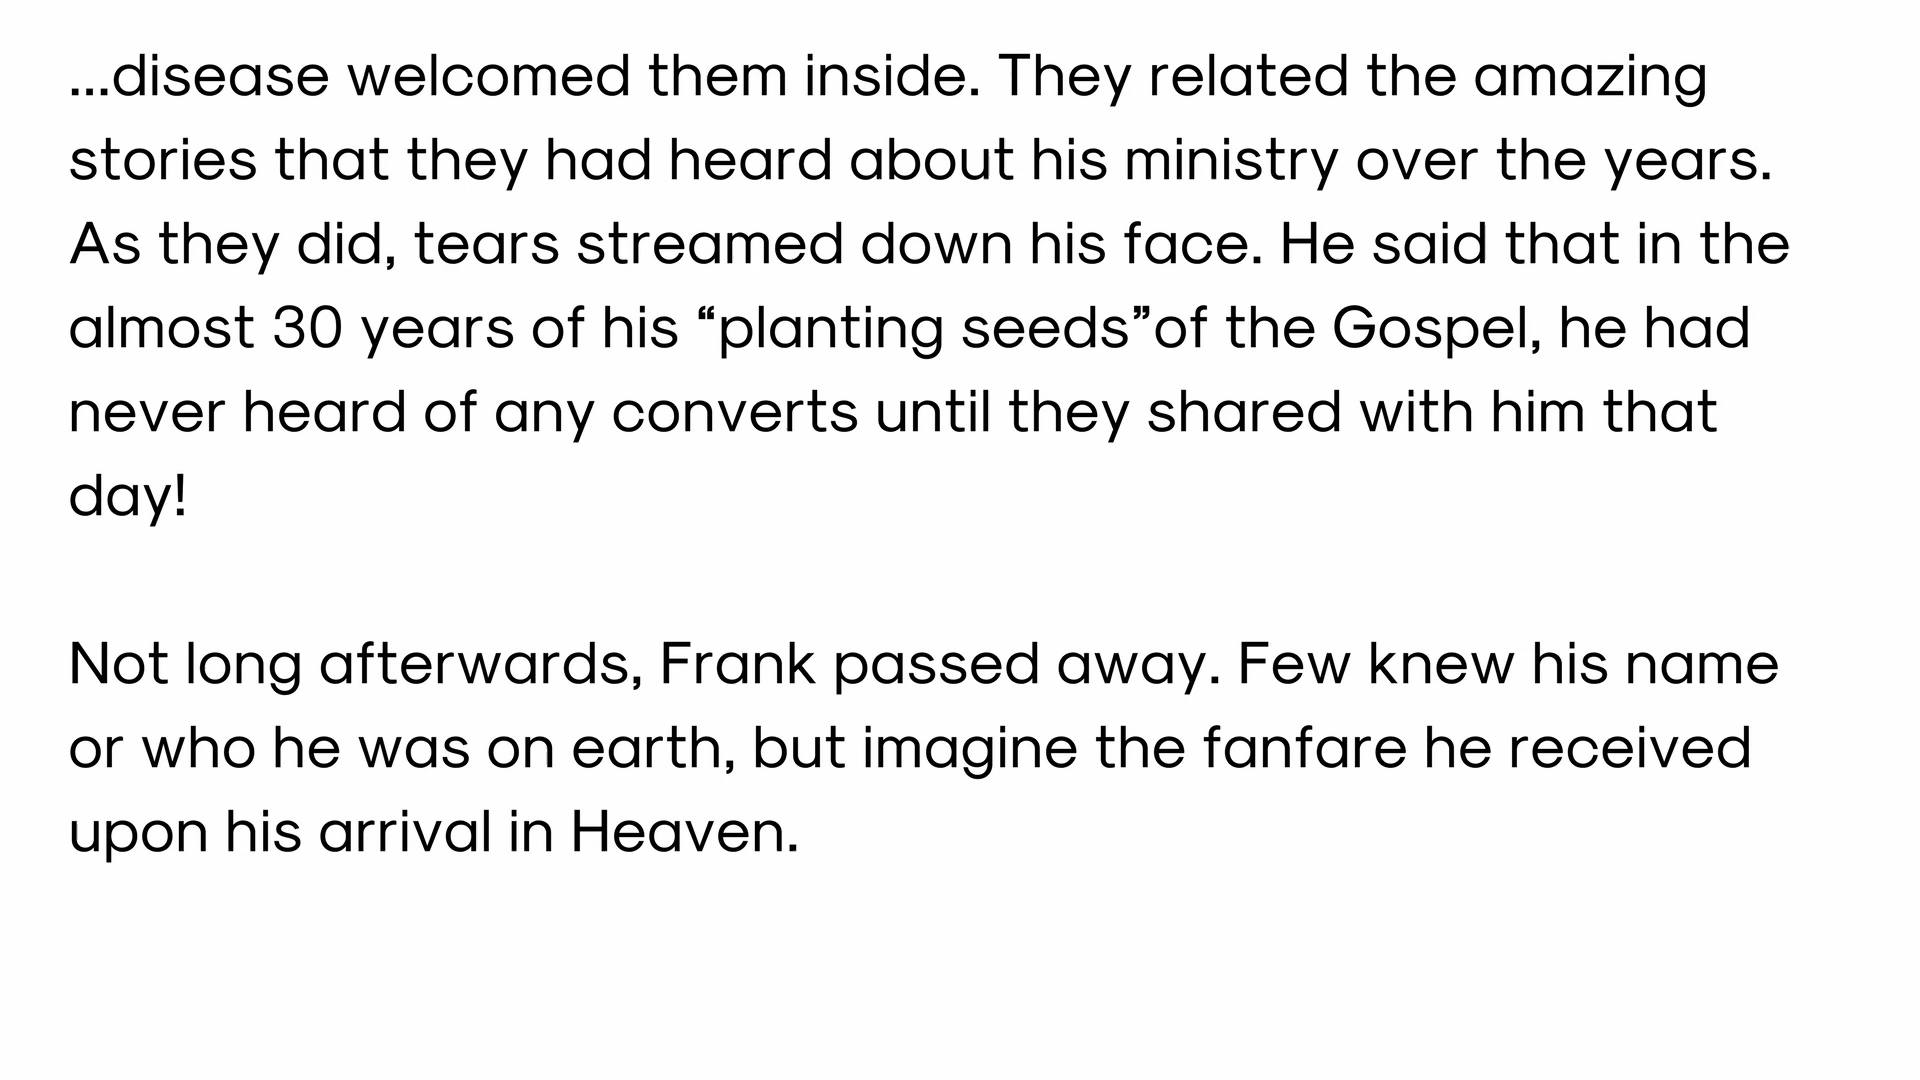 ...disease welcomed them inside. They related the amazing
stories that they had heard about his ministry over the years.
As they did, tears streamed down his face. He said that in the
almost 30 years of his “planting seeds”of the Gospel, he had
never heard of any converts until they shared with him that
day!
Not long afterwards, Frank passed away. Few knew his name
or who he was on earth, but imagine the fanfare he received
upon his arrival in Heaven.